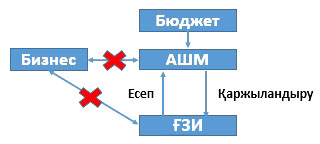 Бюджет
Бизнес
АШМ
Есеп
Қаржыландыру
ҒЗИ